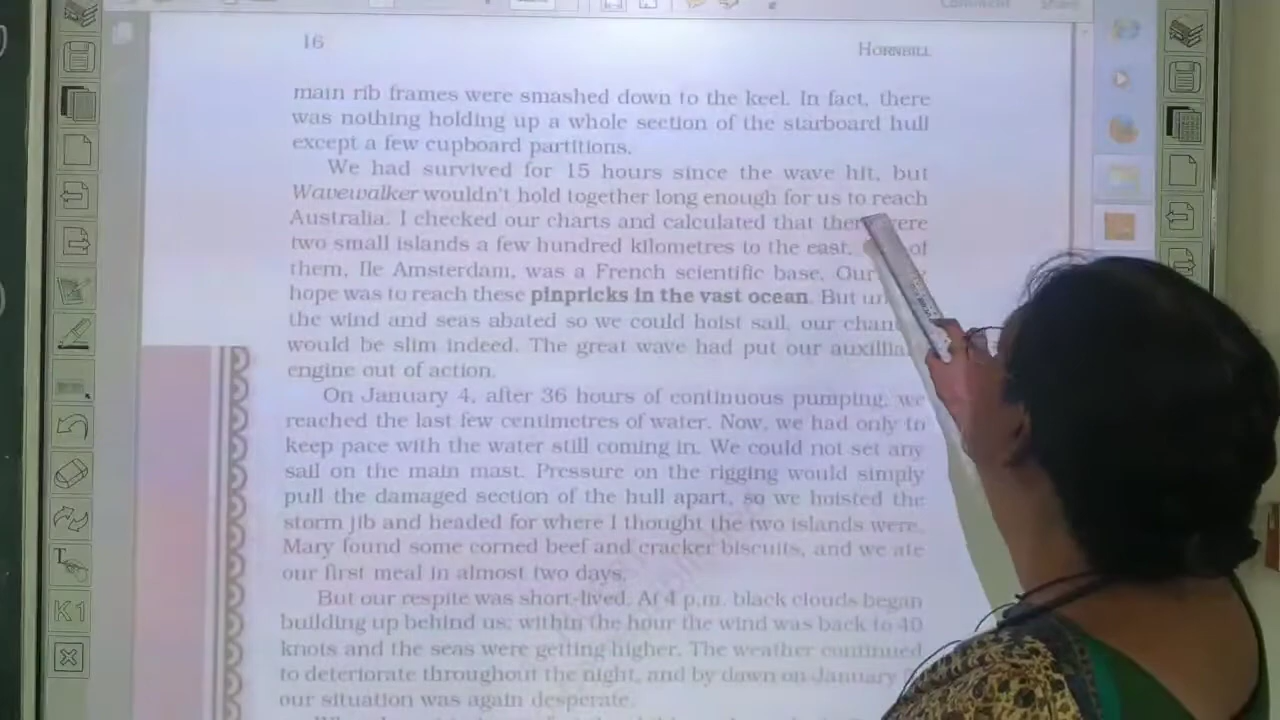 Comment Share
16 HORNBILL
main rib frames were smashed down to the keel. In fact, there
was nothing holding up a whole section of the starboard hull
except a few cupboard partitions.
We had survived for 15 hours since the wave hit, but
Wavewalker wouldn't hold together long enough for us to reach
Australia. I checked our charts and calculated that there were
two small islands a few hundred kilometres to the east. of
them, Ile Amsterdam, was a French scientific base. Our
hope was to reach these pinpricks in the vast ocean. But
the wind and seas abated so we could hoist sail, our
would be slim indeed. The great wave had put our
engine out of action.
On January 4, after 36 hours of continuous pumping, we
reached the last few centimetres of water. Now, we had only to
keep pace with the water still coming in. We could not set any
sail on the main mast. Pressure on the rigging would simply
pull the damaged section of the hull apart, so we hoisted the
storm jib and headed for where I thought the two islands were.
Mary found some corned beef and cracker biscuits, and we ate
our first meal in almost two days.
But our respite was short-lived. At 4 p.m. black clouds began
building up behind us; within the hour the wind was back to 40
knots and the seas were getting higher. The weather continued
to deteriorate throughout the night, and by dawn on January
our situation was again desperate.
K1